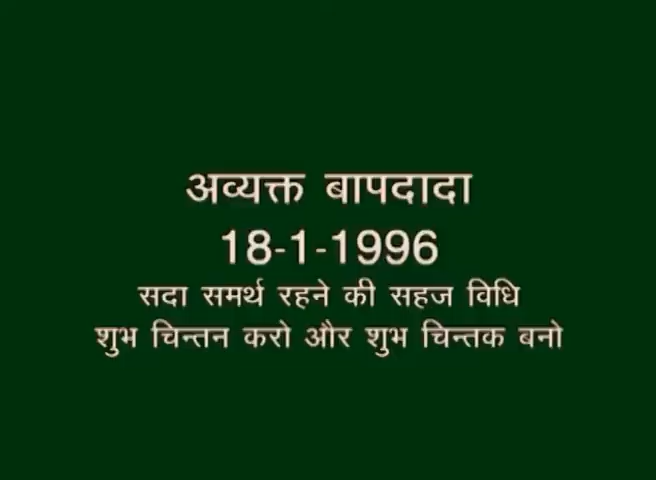 अव्यक्त बापदादा
18-1-1996
सदा समर्थ रहने की सहज विधि
शुभ चिन्तन करो और शुभ चिन्तक बनो